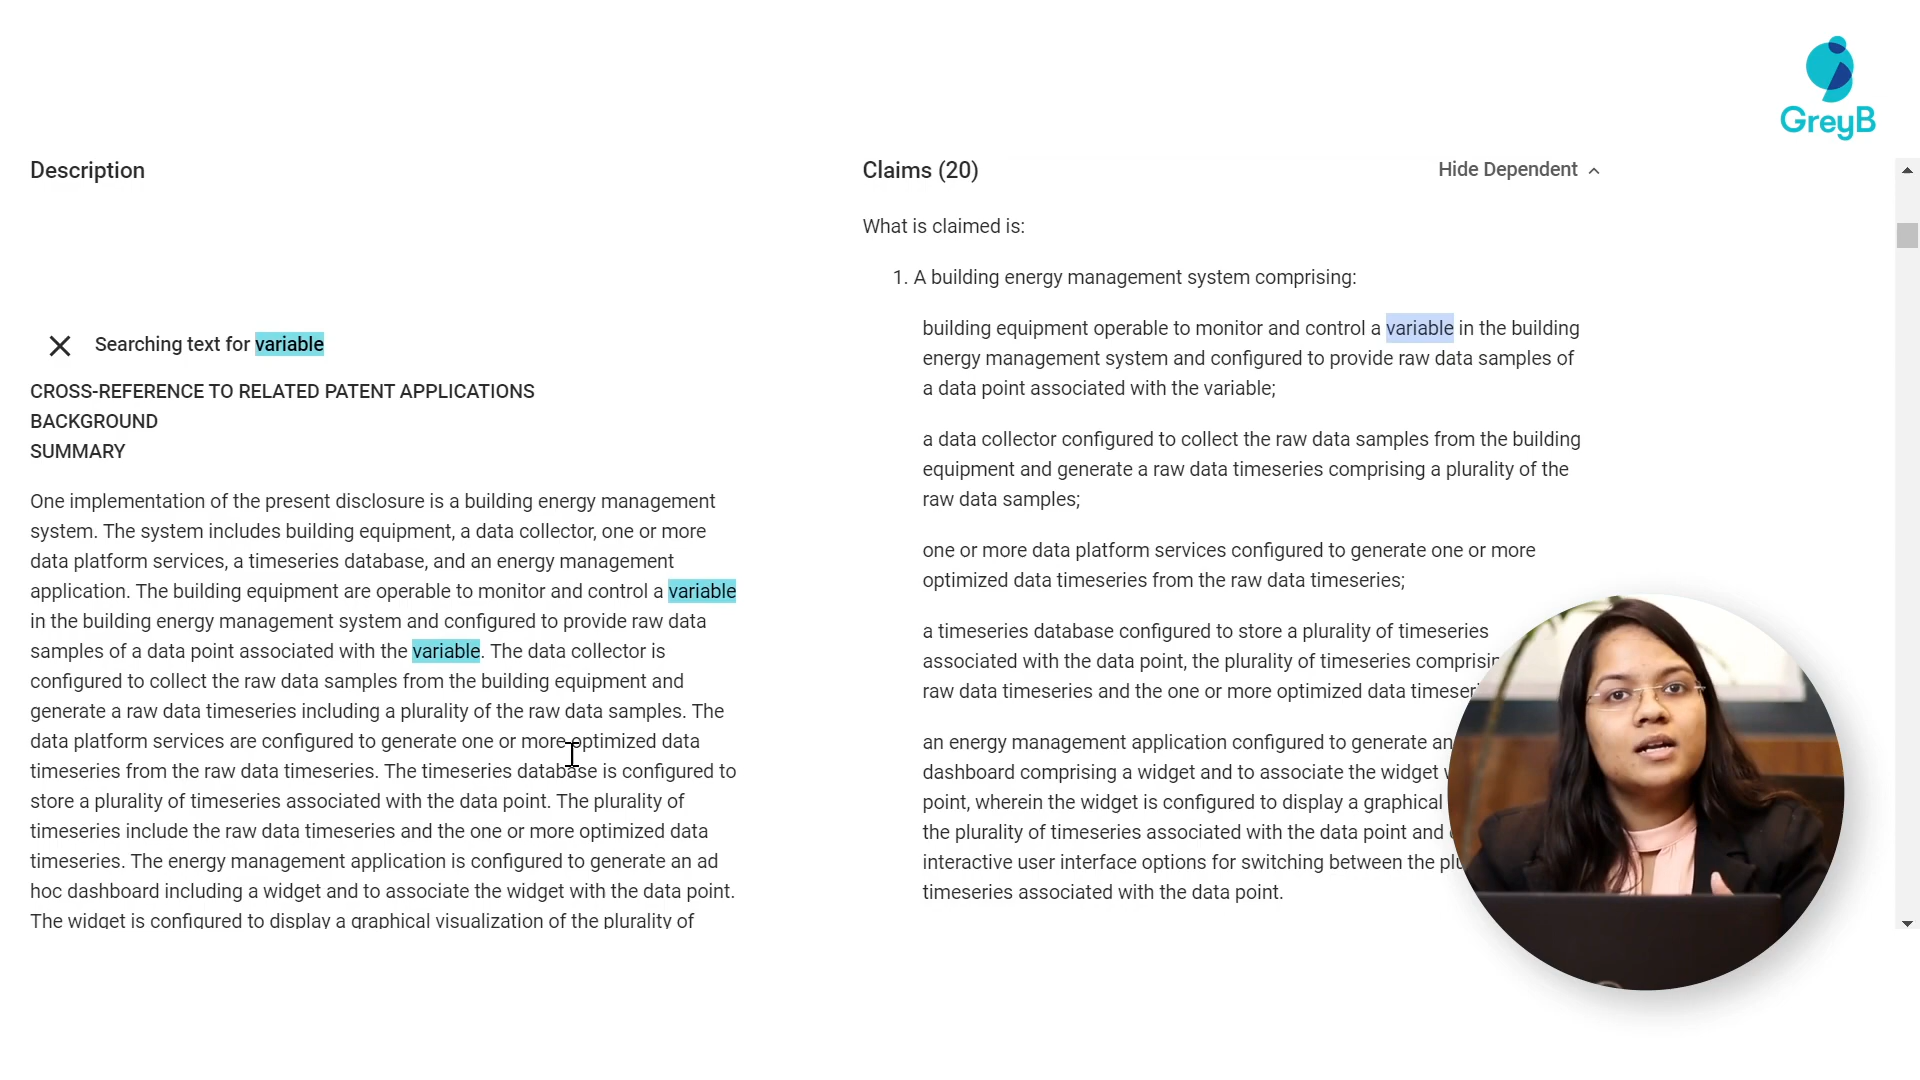 GreyB
Description
Searching text for variable
CROSS-REFERENCE TO RELATED PATENT APPLICATIONS
BACKGROUND
SUMMARY
One implementation of the present disclosure is a building energy management
system. The system includes building equipment, a data collector, one or more
data platform services, a timeseries database, and an energy management
application. The building equipment are operable to monitor and control a variable
in the building energy management system and configured to provide raw data
samples of a data point associated with the variable. The data collector is
configured to collect the raw data samples from the building equipment and
generate a raw data timeseries including a plurality of the raw data samples. The
data platform services are configured to generate one or more optimized data
timeseries from the raw data timeseries. The timeseries database is configured to
store a plurality of timeseries associated with the data point. The plurality of
timeseries include the raw data timeseries and the one or more optimized data
timeseries. The energy management application is configured to generate an ad
hoc dashboard including a widget and to associate the widget with the data point.
The widget is configured to display a graphical visualization of the plurality of
Claims (20)
Hide Dependent
What is claimed is:
1. A building energy management system comprising:
building equipment operable to monitor and control a variable in the building
energy management system and configured to provide raw data samples of
a data point associated with the variable;
a data collector configured to collect the raw data samples from the building
equipment and generate a raw data timeseries comprising a plurality of the
raw data samples;
one or more data platform services configured to generate one or more
optimized data timeseries from the raw data timeseries;
a timeseries database configured to store a plurality of timeseries
associated with the data point, the plurality of timeseries
raw data timeseries and the one or more optimized data
an energy management application configured to generate an
dashboard comprising a widget and to associate the widget
point, wherein the widget is configured to display a graphical
the plurality of timeseries associated with the data point and
interactive user interface options for switching between the
timeseries associated with the data point.